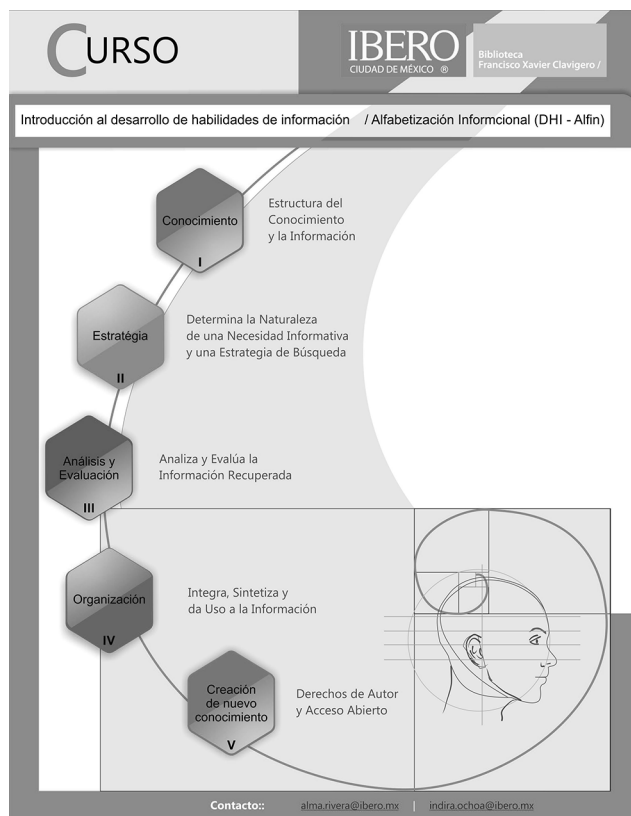 CURSO
IBERO
CIUDAD DE MÉXICO ®
Biblioteca
Francisco Xavier Clavigero /
Introducción al desarrollo de habilidades de información / Alfabetización Informcional (DHI - Alfin)
Conocimiento
I
Estructura del
Conocimiento
y la Información
Estratégia
II
Determina la Naturaleza
de una Necesidad Informativa
y una Estrategia de Búsqueda
Análisis y
Evaluación
III
Analiza y Evalúa la
Información Recuperada
Organización
IV
Integra, Sintetiza y
da Uso a la Información
Creación
de nuevo
conocimiento
V
Derechos de Autor
y Acceso Abierto
Contacto:: alma.rivera@ibero.mx | indira.ochoa@ibero.mx